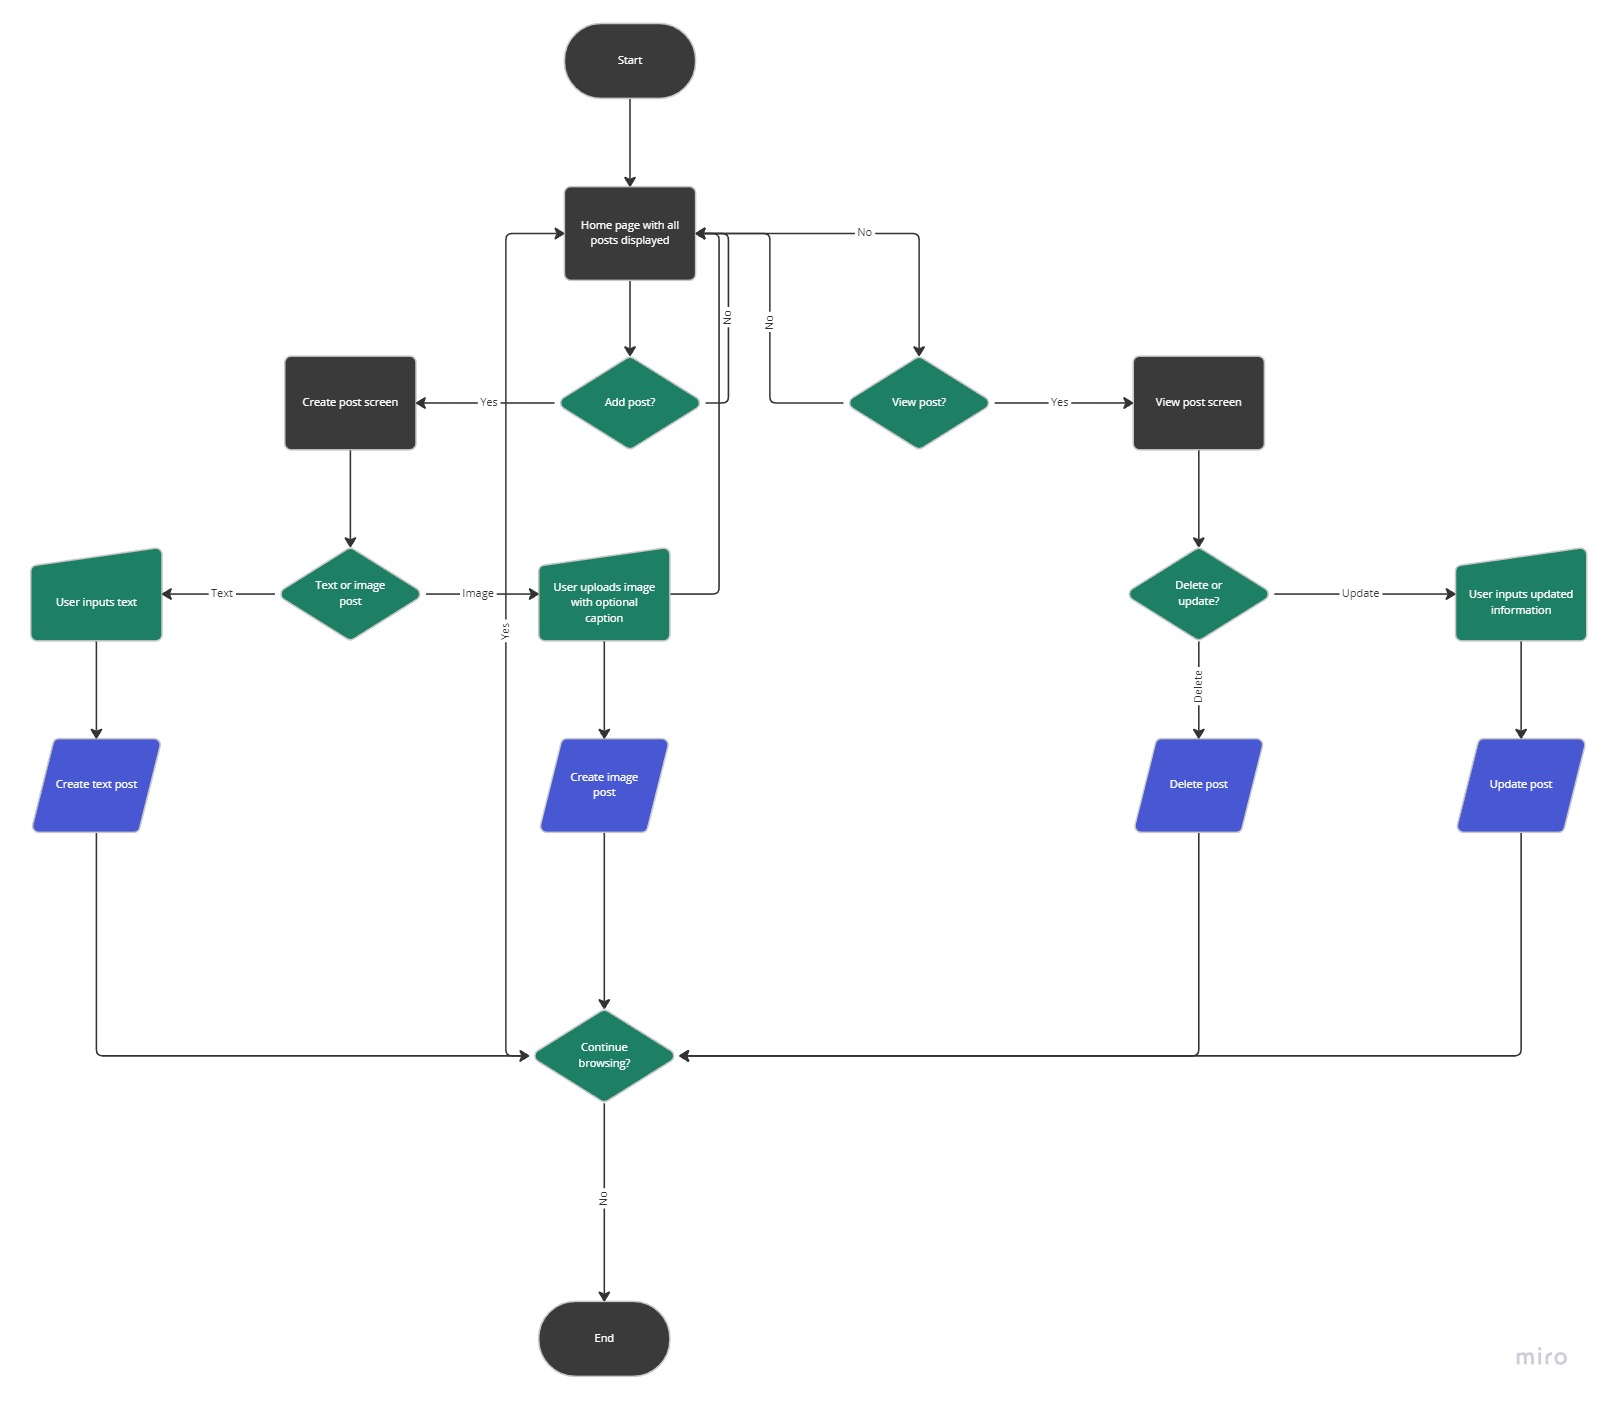 Start
Home page with all
posts displayed
No
No
No
Create post screen
Yes
Add post?
View post?
Yes
View post screen
User inputs text
Text
Text or image
post
Image
Yes
User uploads image
with optional
caption
Delete or
update?
Update
User inputs updated
information
Delete
Create text post
Create image
post
Delete post
Update post
Continue
browsing?
No
End
miro